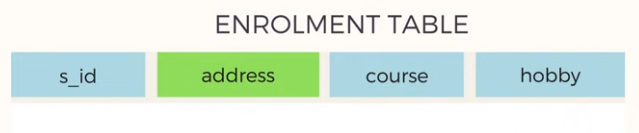 ENROLMENT TABLE
s_id address course hobby